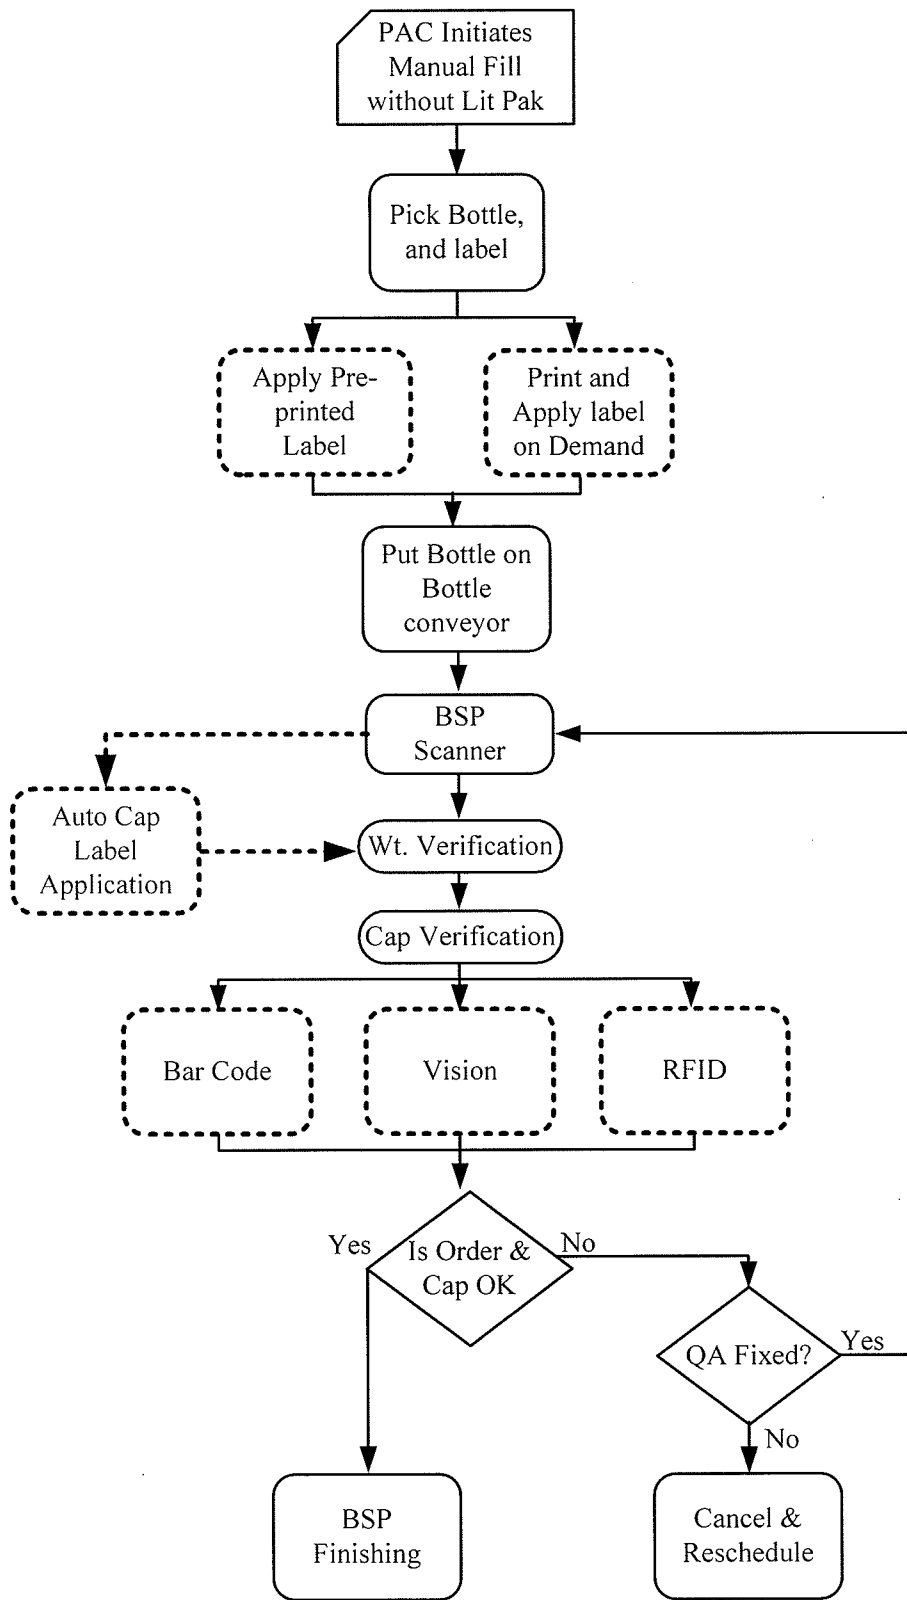 PAC Initiates
Manual Fill
without Lit Pak
Pick Bottle,
and label
Apply Pre-
printed
Label
Print and
Apply label
on Demand
Put Bottle on
Bottle
conveyor
BSP
Scanner
Auto Cap
Label
Application
Wt. Verification
Cap Verification
Bar Code
Vision
RFID
Yes
Is Order &
Cap OK
No
QA Fixed?
Yes
No
BSP
Finishing
Cancel &
Reschedule